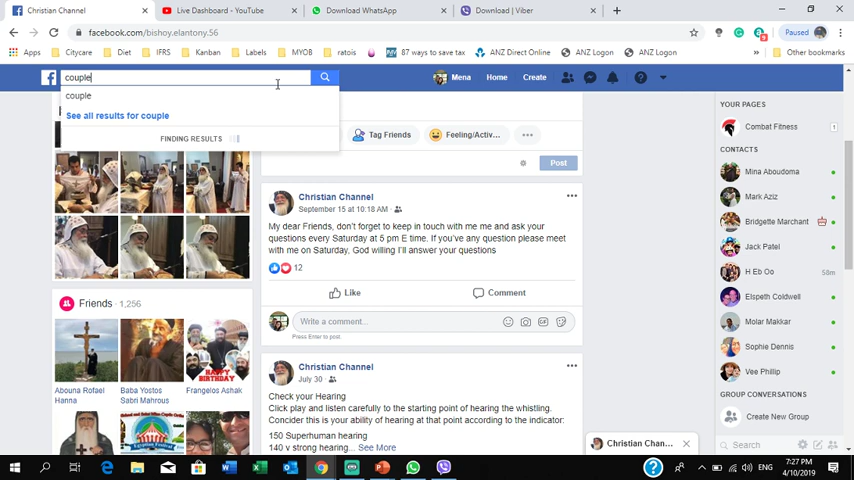 Christian Channel
Live Dashboard - YouTube
Download WhatsApp
Download | Viber
facebook.com/bishoy.elantony.56
Paused
Apps
Citycare
Diet
IFRS
Kanban
Labels
MYOB
ratois
87 ways to save tax
ANZ Direct Online
ANZ Logon
ANZ Logon
Other bookmarks
couple
Mena
Home
Create
couple
See all results for couple
FINDING RESULTS
Tag Friends
Feeling/Activ...
Post
Christian Channel
September 15 at 10:18 AM
My dear Friends, don't forget to keep in touch with me me and ask your
questions every Saturday at 5 pm E time. If you've any question please meet
with me on Saturday, God willing I'll answer your questions
12
Like
Comment
Write a comment...
Press Enter to post.
Friends · 1,256
HAPPY
BIRTHDAY
Abouna Rofael
Hanna
Baba Yostos
Sabri Mahrous
Frangelos Ashak
Christian Channel
July 30
Check your Hearing
Click play and listen carefully to the starting point of hearing the whistling.
Concider this is your ability of hearing at that point according to the indicator:
150 Superhuman hearing
140 v strong hearing... See More
YOUR PAGES
Combat Fitness
1
CONTACTS
Mina Aboudoma
Mark Aziz
Bridgette Marchant
Jack Patel
H Eb Oo
58m
Elspeth Coldwell
Molar Makkar
Sophie Dennis
Vee Phillip
GROUP CONVERSATIONS
Create New Group
Christian Chan...
Search
ENG
7:27 PM
4/10/2019